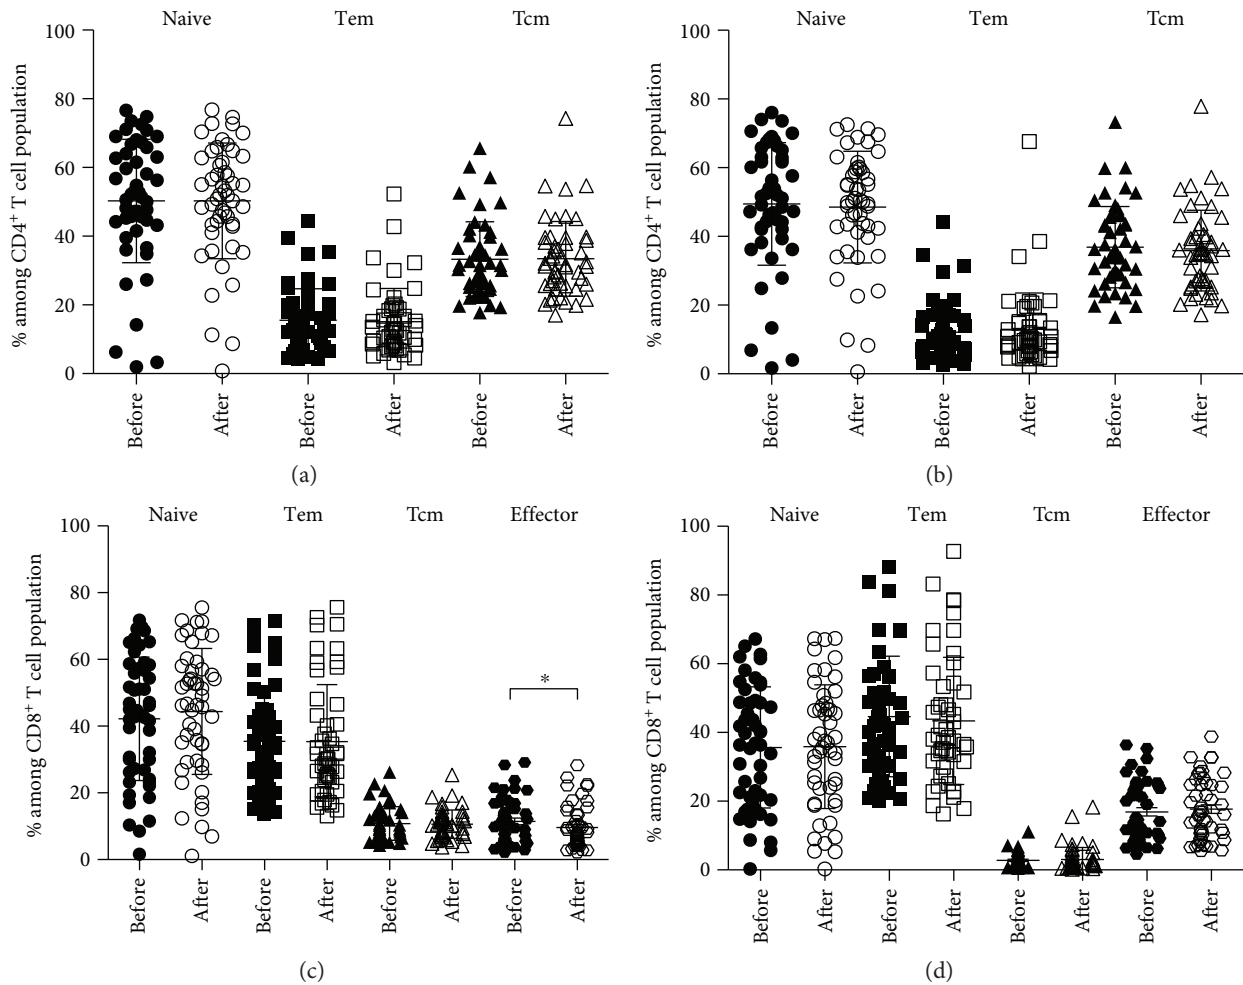 Naive Tem Tcm
% among CD4⁺ T cell population
100
80
60
40
20
0
Before After Before After Before After
(a)
Naive Tem Tcm
% among CD4⁺ T cell population
100
80
60
40
20
0
Before After Before After Before After
(b)
Naive Tem Tcm Effector
% among CD8⁺ T cell population
100
80
60
40
20
0
*
Before After Before After Before After Before After
(c)
Naive Tem Tcm Effector
% among CD8⁺ T cell population
100
80
60
40
20
0
Before After Before After Before After Before After
(d)